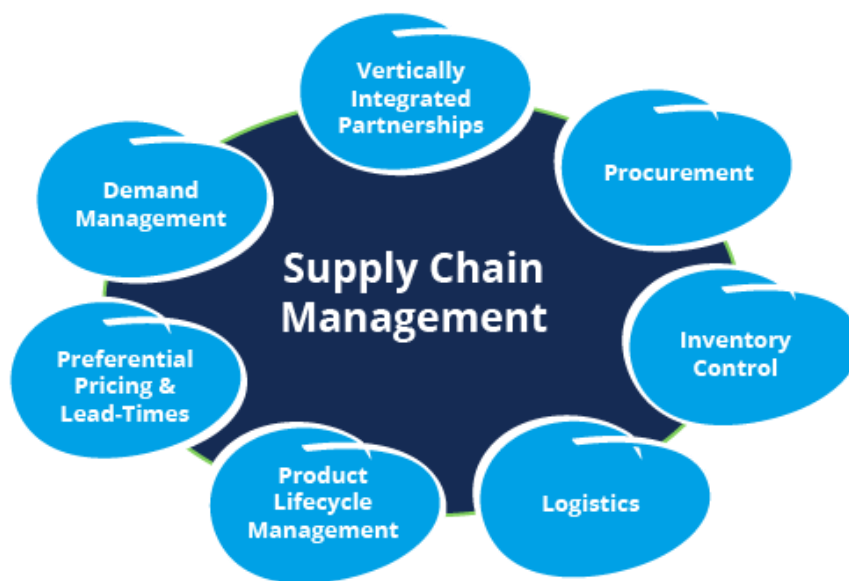 Vertically
Integrated
Partnerships
Procurement
Demand
Management
Supply Chain
Management
Inventory
Control
Preferential
Pricing &
Lead-Times
Product
Lifecycle
Management
Logistics